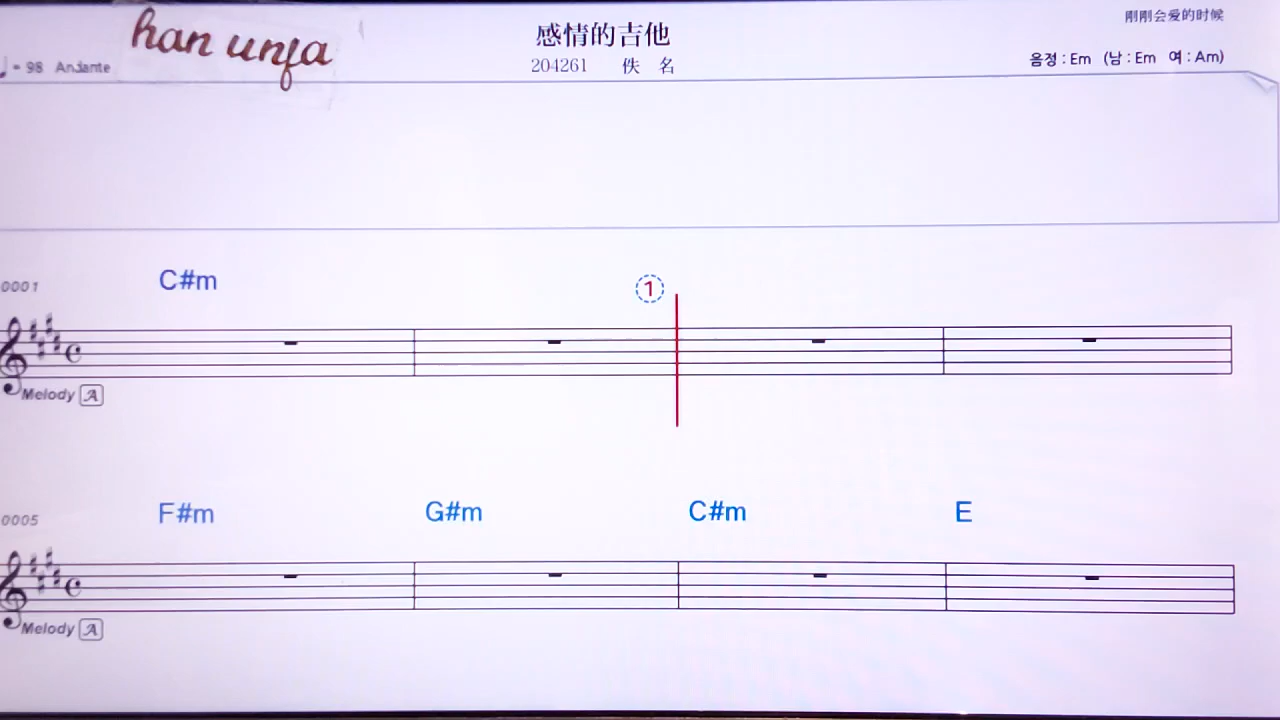 han unfa
感情的吉他
刚刚会爱的时候
204261 佚 名
음정 : Em (남 : Em 여 : Am)
= 98 Andante
0001 C#m
1
Melody A
0005 F#m G#m C#m E
Melody A